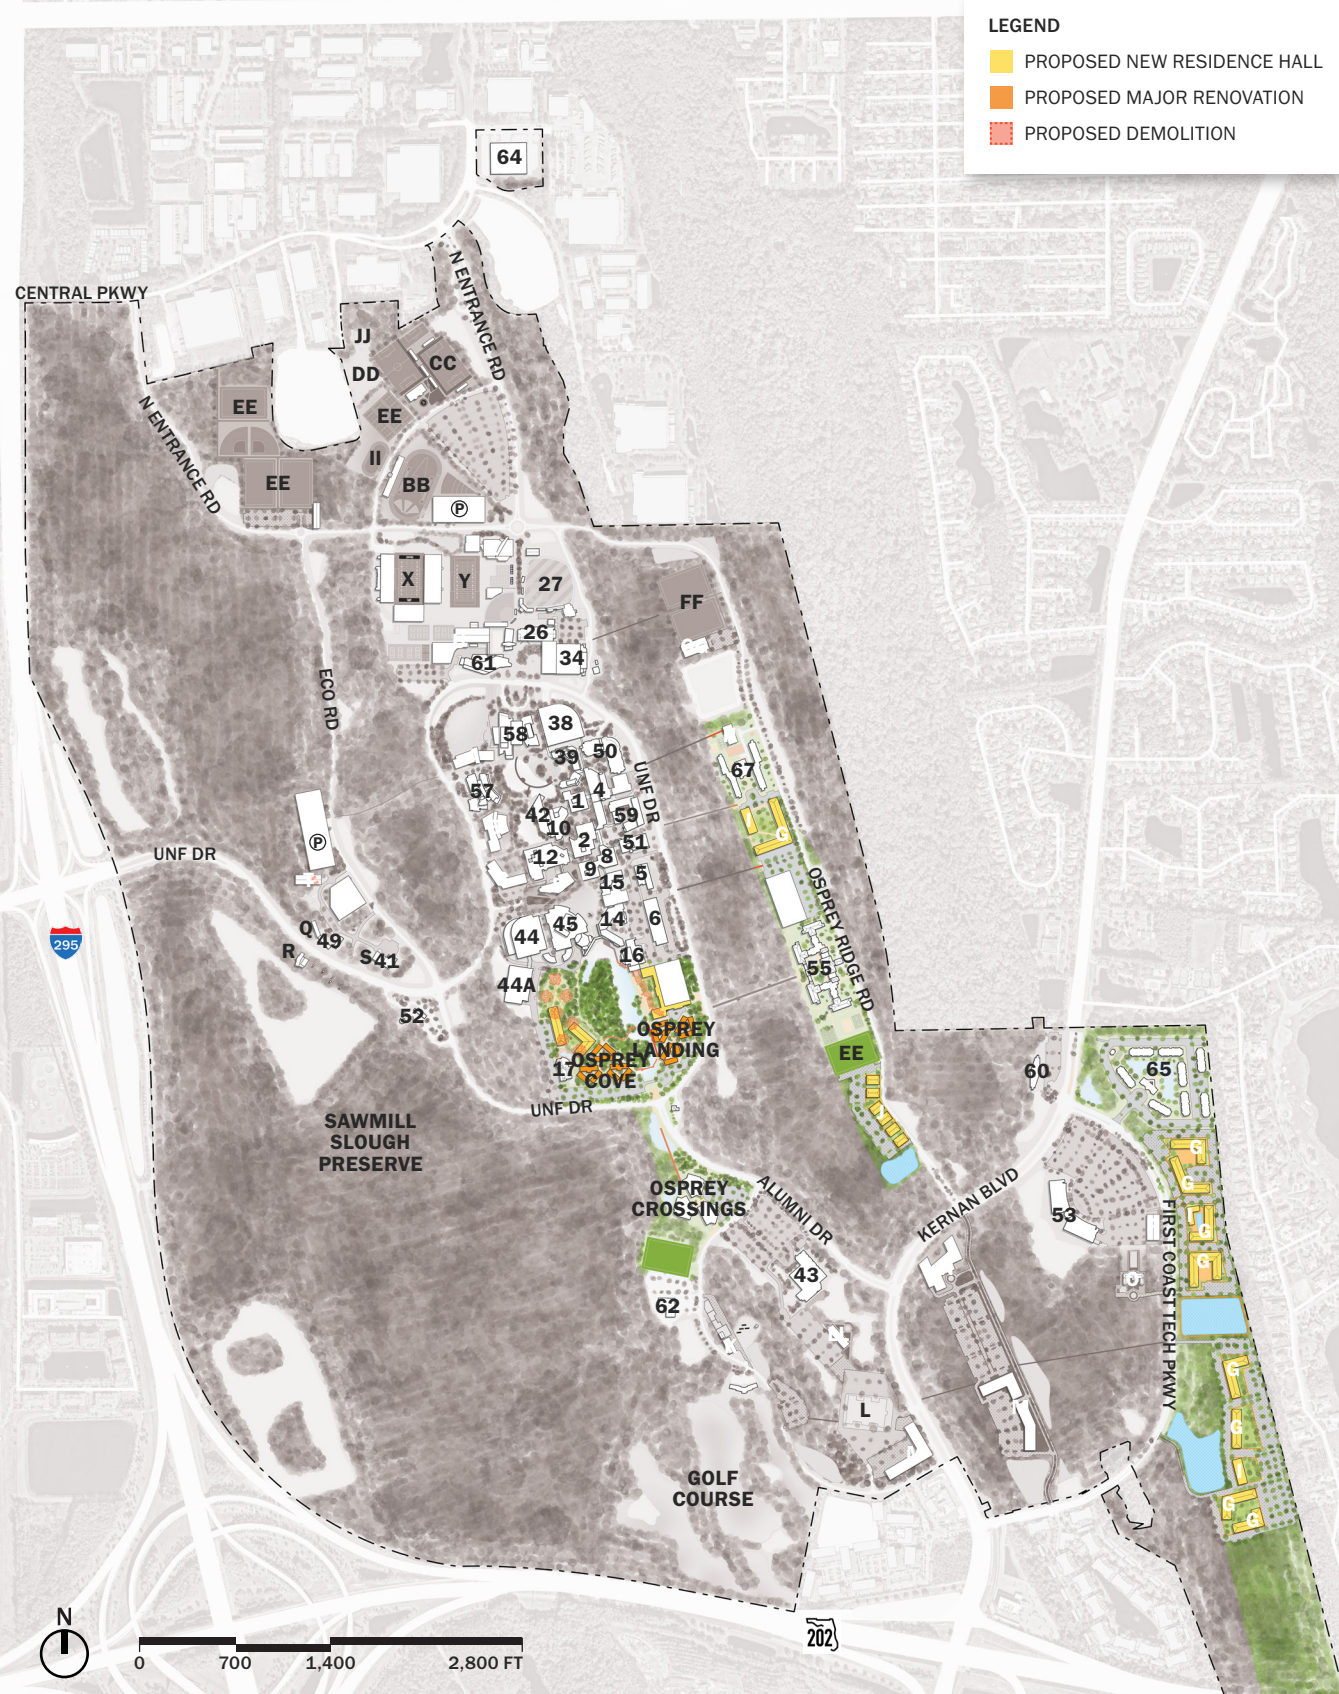 LEGEND
PROPOSED NEW RESIDENCE HALL
PROPOSED MAJOR RENOVATION
PROPOSED DEMOLITION
64
N ENTRANCE RD
CENTRAL PKWY
JJ
CC
DD
EE
EE
N ENTRANCE RD
II
EE
BB
P
X
Y
27
FF
26
34
61
ECO RD
38
58
50
39
UNF DR
67
57
4
1
42
59
10
I
G
2
51
P
UNF DR
12
8
9
5
15
OSPREY RIDGE RD
6
14
45
Q
44
49
R
295
S
41
16
55
44A
52
OSPREY
LANDING
EE
OSPREY
COVE
17
60
65
UNF DR
SAWMILL
SLOUGH
PRESERVE
G
G
OSPREY
CROSSINGS
ALUMNI DR
KERNAN BLVD
53
FIRST COAST TECH PKWY
G
G
43
62
L
G
G
I
G
G
GOLF
COURSE
N
202
0
700
1,400
2,800 FT